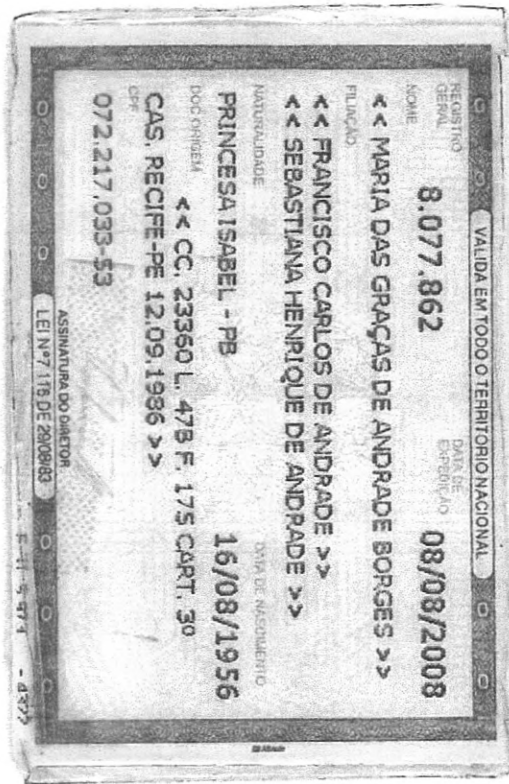 VÁLIDA EM TODO O TERRITÓRIO NACIONAL
REGISTRO GERAL 8.077.862 DATA DE EXPEDIÇÃO 08/08/2008
NOME
<< MARIA DAS GRAÇAS DE ANDRADE BORGES >>
FILIAÇÃO
<< FRANCISCO CARLOS DE ANDRADE >>
<< SEBASTIANA HENRIQUE DE ANDRADE >>
NATURALIDADE DATA DE NASCIMENTO
PRINCESA ISABEL - PB 16/08/1956
DOC ORIGEM
<< CC. 23360 L. 47B F. 175 CART. 3º
CAS. RECIFE-PE 12.09.1986 >>
CPF
072.217.033-53
ASSINATURA DO DIRETOR
LEI Nº 7.116 DE 29/08/83